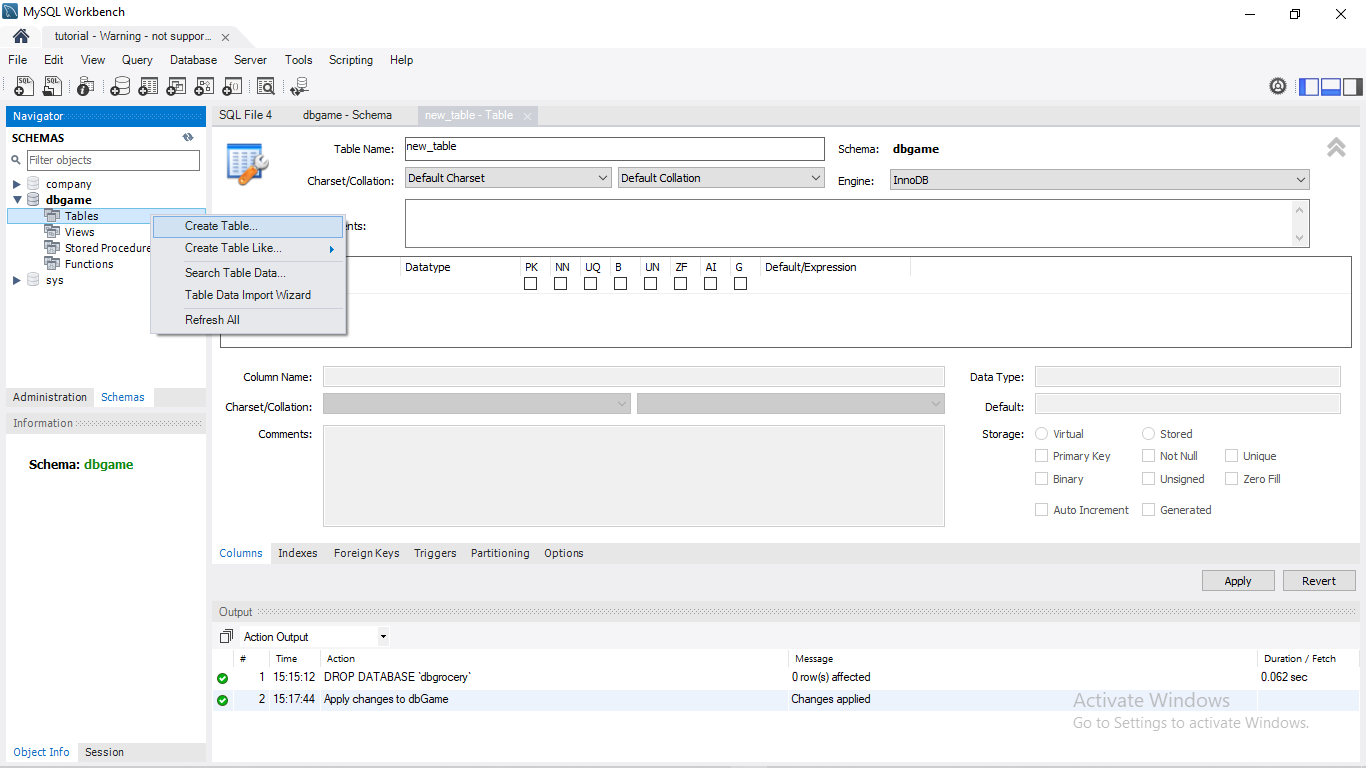 MySQL Workbench
tutorial - Warning - not suppor...
File Edit View Query Database Server Tools Scripting Help
Navigator
SCHEMAS
Filter objects
company
dbgame
Tables
Views
Stored Procedure
Functions
sys
Create Table...
Create Table Like...
Search Table Data...
Table Data Import Wizard
Refresh All
Administration Schemas
Information
Schema: dbgame
Object Info Session
SQL File 4 dbgame - Schema new_table - Table
Table Name: new_table Schema: dbgame
Charset/Collation: Default Charset Default Collation Engine: InnoDB
nts:
Datatype PK NN UQ B UN ZF AI G Default/Expression
Column Name: Data Type:
Charset/Collation: Default:
Comments: Storage: Virtual Stored
Primary Key Not Null Unique
Binary Unsigned Zero Fill
Auto Increment Generated
Columns Indexes Foreign Keys Triggers Partitioning Options
Apply Revert
Output
Action Output
# Time Action Message Duration / Fetch
1 15:15:12 DROP DATABASE `dbgrocery` 0 row(s) affected 0.062 sec
2 15:17:44 Apply changes to dbGame Changes applied
Activate Windows
Go to Settings to activate Windows.